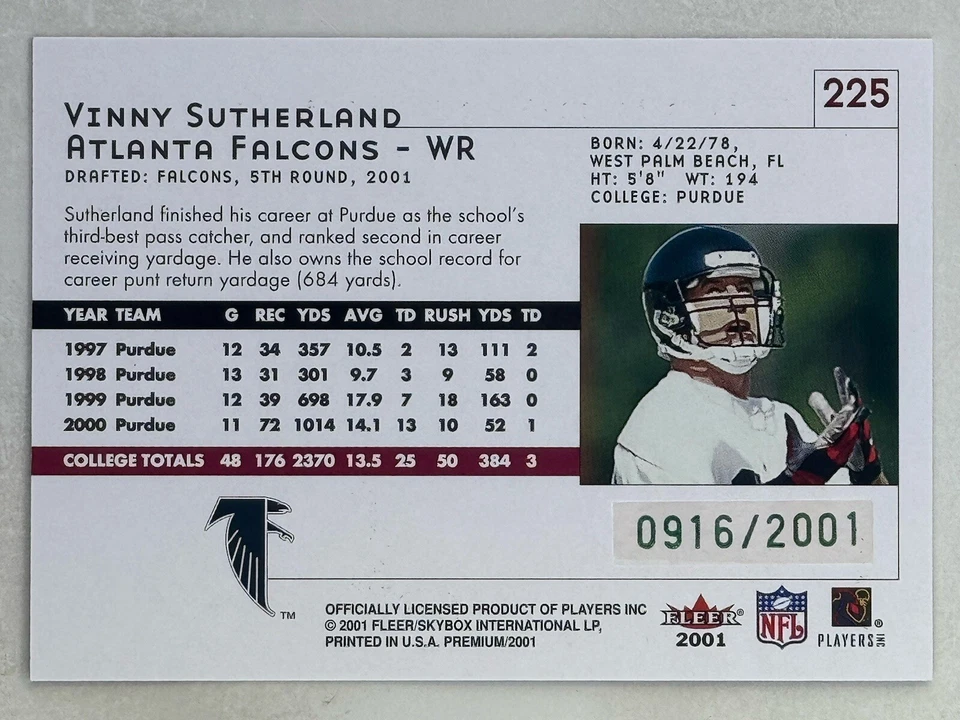 225
VINNY SUTHERLAND
ATLANTA FALCONS - WR
DRAFTED: FALCONS, 5TH ROUND, 2001
BORN: 4/22/78,
WEST PALM BEACH, FL
HT: 5'8" WT: 194
COLLEGE: PURDUE
Sutherland finished his career at Purdue as the school's
third-best pass catcher, and ranked second in career
receiving yardage. He also owns the school record for
career punt return yardage (684 yards).
YEAR TEAM G REC YDS AVG TD RUSH YDS TD
1997 Purdue 12 34 357 10.5 2 13 111 2
1998 Purdue 13 31 301 9.7 3 9 58 0
1999 Purdue 12 39 698 17.9 7 18 163 0
2000 Purdue 11 72 1014 14.1 13 10 52 1
COLLEGE TOTALS 48 176 2370 13.5 25 50 384 3
0916/2001
TM
OFFICIALLY LICENSED PRODUCT OF PLAYERS INC
© 2001 FLEER/SKYBOX INTERNATIONAL LP,
PRINTED IN U.S.A. PREMIUM/2001
FLEER®
2001
NFL
PLAYERS INC ®